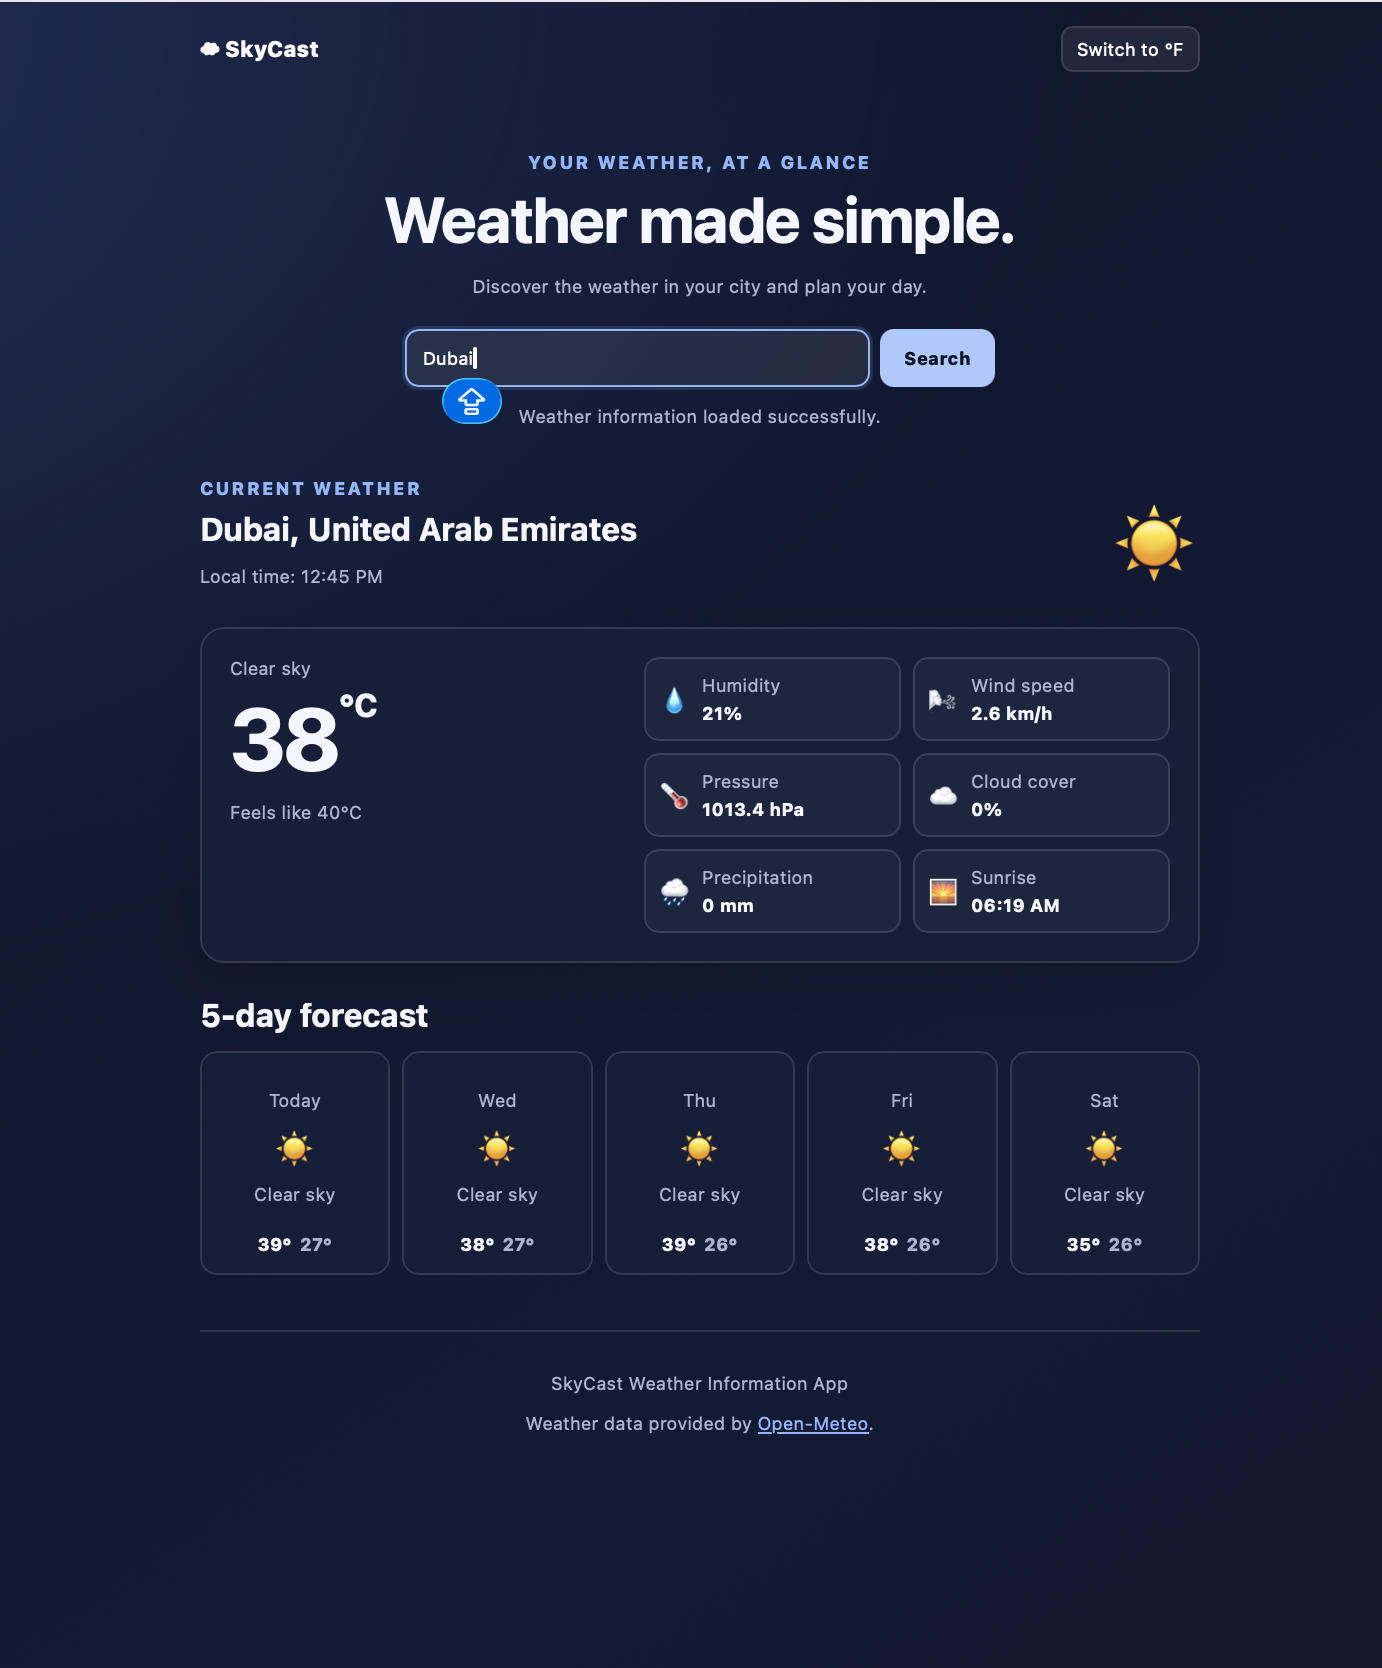 SkyCast
Switch to °F
YOUR WEATHER, AT A GLANCE
Weather made simple.
Discover the weather in your city and plan your day.
Dubai
Search
Weather information loaded successfully.
CURRENT WEATHER
Dubai, United Arab Emirates
Local time: 12:45 PM
Clear sky
38°C
Feels like 40°C
Humidity
21%
Wind speed
2.6 km/h
Pressure
1013.4 hPa
Cloud cover
0%
Precipitation
0 mm
Sunrise
06:19 AM
5-day forecast
Today
Clear sky
39° 27°
Wed
Clear sky
38° 27°
Thu
Clear sky
39° 26°
Fri
Clear sky
38° 26°
Sat
Clear sky
35° 26°
SkyCast Weather Information App
Weather data provided by Open-Meteo.